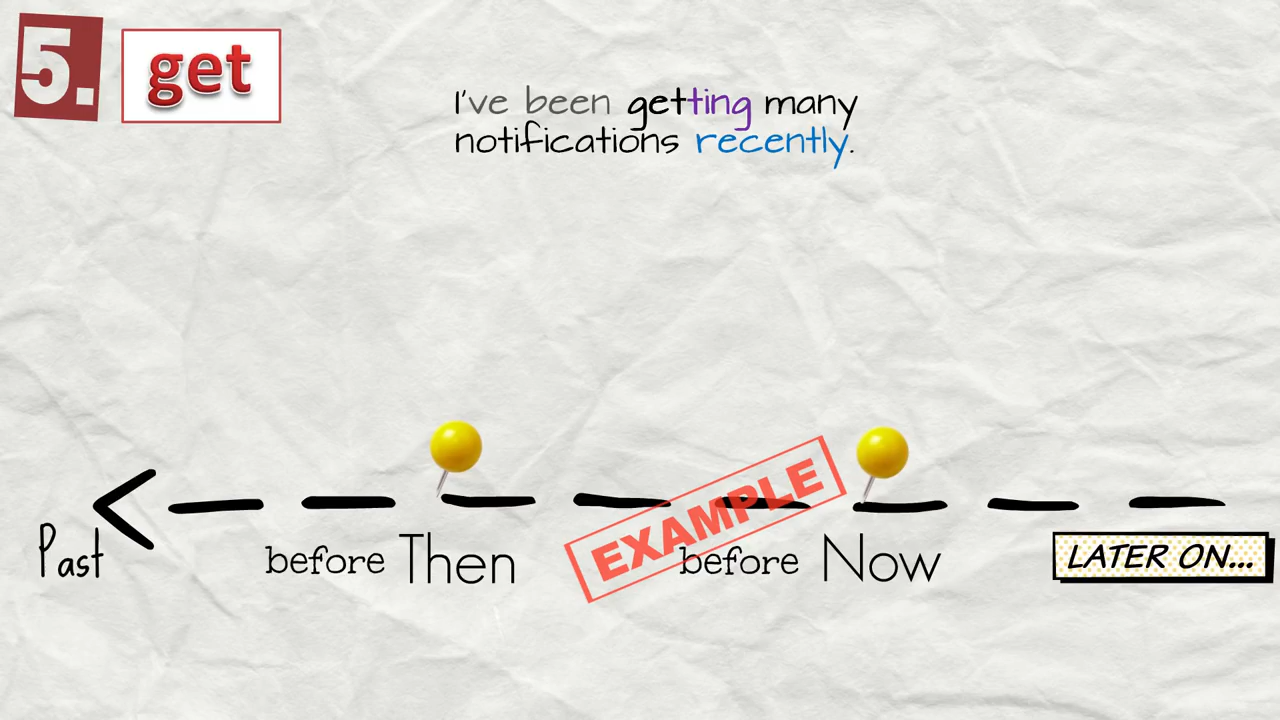 5.
get
I've been getting many
notifications recently.
EXAMPLE
Past
before Then
before Now
LATER ON...